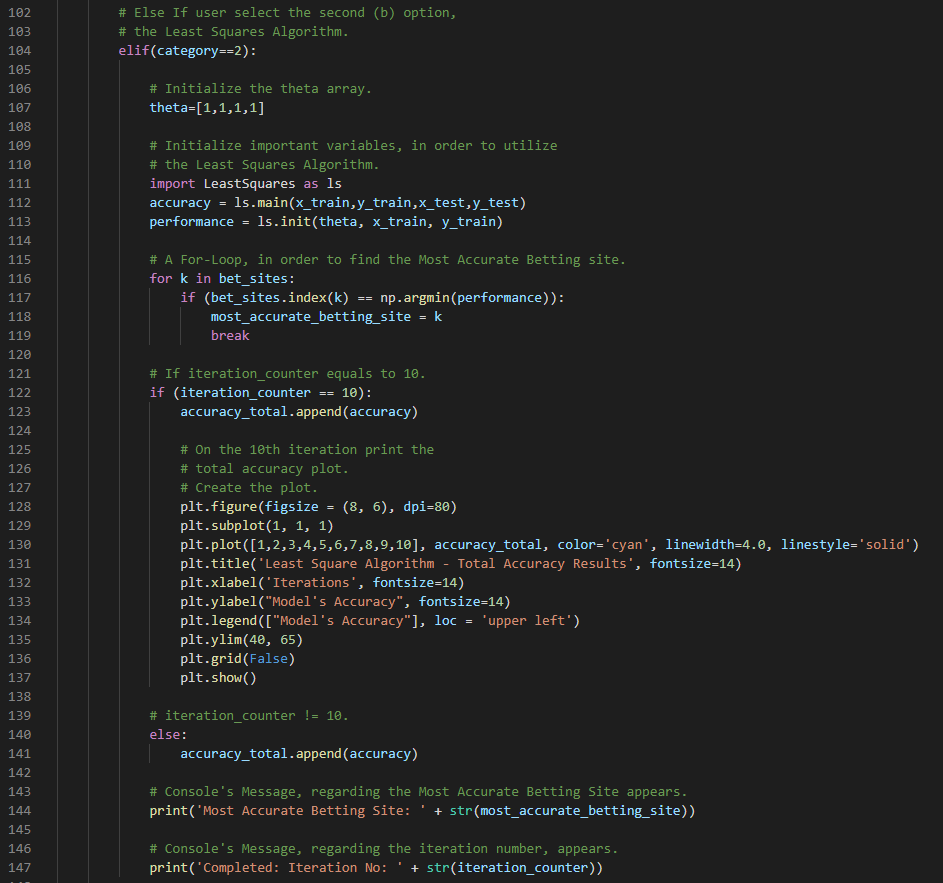 102 # Else If user select the second (b) option,
103 # the Least Squares Algorithm.
104 elif(category==2):
105
106 # Initialize the theta array.
107 theta=[1,1,1,1]
108
109 # Initialize important variables, in order to utilize
110 # the Least Squares Algorithm.
111 import LeastSquares as ls
112 accuracy = ls.main(x_train,y_train,x_test,y_test)
113 performance = ls.init(theta, x_train, y_train)
114
115 # A For-Loop, in order to find the Most Accurate Betting site.
116 for k in bet_sites:
117 if (bet_sites.index(k) == np.argmin(performance)):
118 most_accurate_betting_site = k
119 break
120
121 # If iteration_counter equals to 10.
122 if (iteration_counter == 10):
123 accuracy_total.append(accuracy)
124
125 # On the 10th iteration print the
126 # total accuracy plot.
127 # Create the plot.
128 plt.figure(figsize = (8, 6), dpi=80)
129 plt.subplot(1, 1, 1)
130 plt.plot([1,2,3,4,5,6,7,8,9,10], accuracy_total, color='cyan', linewidth=4.0, linestyle='solid')
131 plt.title('Least Square Algorithm - Total Accuracy Results', fontsize=14)
132 plt.xlabel('Iterations', fontsize=14)
133 plt.ylabel("Model's Accuracy", fontsize=14)
134 plt.legend(["Model's Accuracy"], loc = 'upper left')
135 plt.ylim(40, 65)
136 plt.grid(False)
137 plt.show()
138
139 # iteration_counter != 10.
140 else:
141 accuracy_total.append(accuracy)
142
143 # Console's Message, regarding the Most Accurate Betting Site appears.
144 print('Most Accurate Betting Site: ' + str(most_accurate_betting_site))
145
146 # Console's Message, regarding the iteration number, appears.
147 print('Completed: Iteration No: ' + str(iteration_counter))